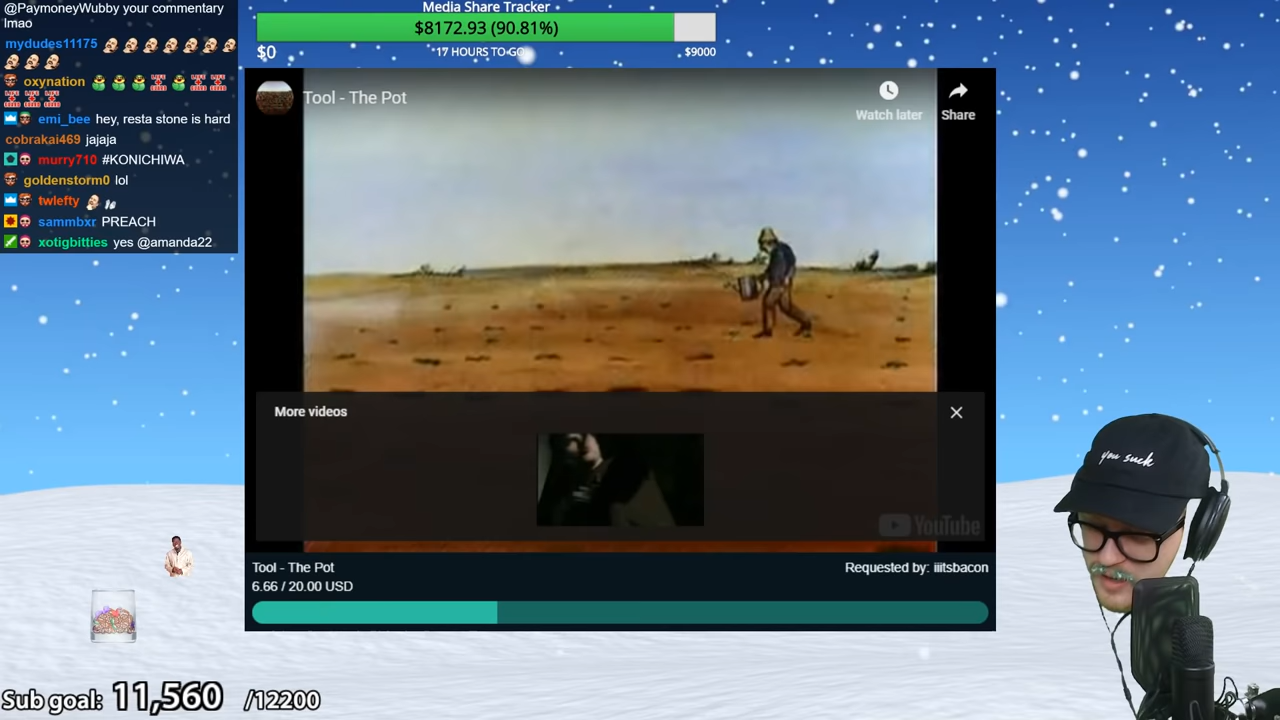 @PaymoneyWubby your commentary
lmao
mydudes11175
oxynation
emi_bee hey, resta stone is hard
cobrakai469 jajaja
murry710 #KONICHIWA
goldenstorm0 lol
twlefty
sammbxr PREACH
xotigbitties yes @amanda22
Media Share Tracker
$8172.93 (90.81%)
$0
*17 HOURS TO GO
$9000
Tool - The Pot
Watch later
Share
More videos
YouTube
Tool - The Pot
Requested by: iiitsbacon
6.66 / 20.00 USD
you suck
Sub goal: 11,560 /12200